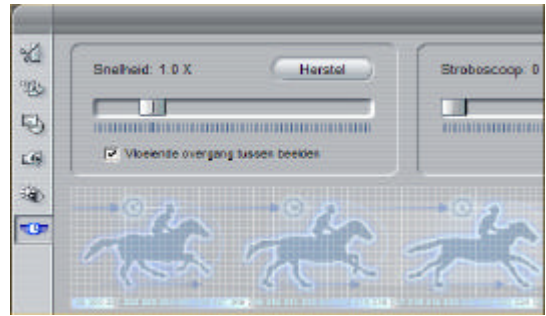 Snelheid: 1.0 X
Herstel
Stroboscoop: 0
Vloeiende overgang tussen beelden